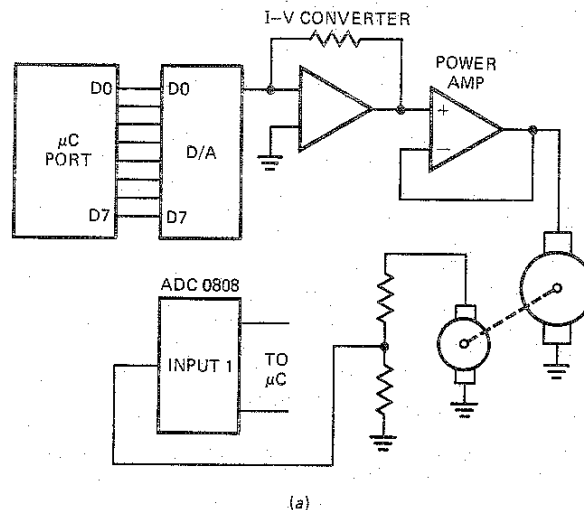 I-V CONVERTER
POWER
AMP
D0
D0
μC
PORT
D/A
+
−
D7
D7
ADC 0808
INPUT 1
TO
μC
(a)